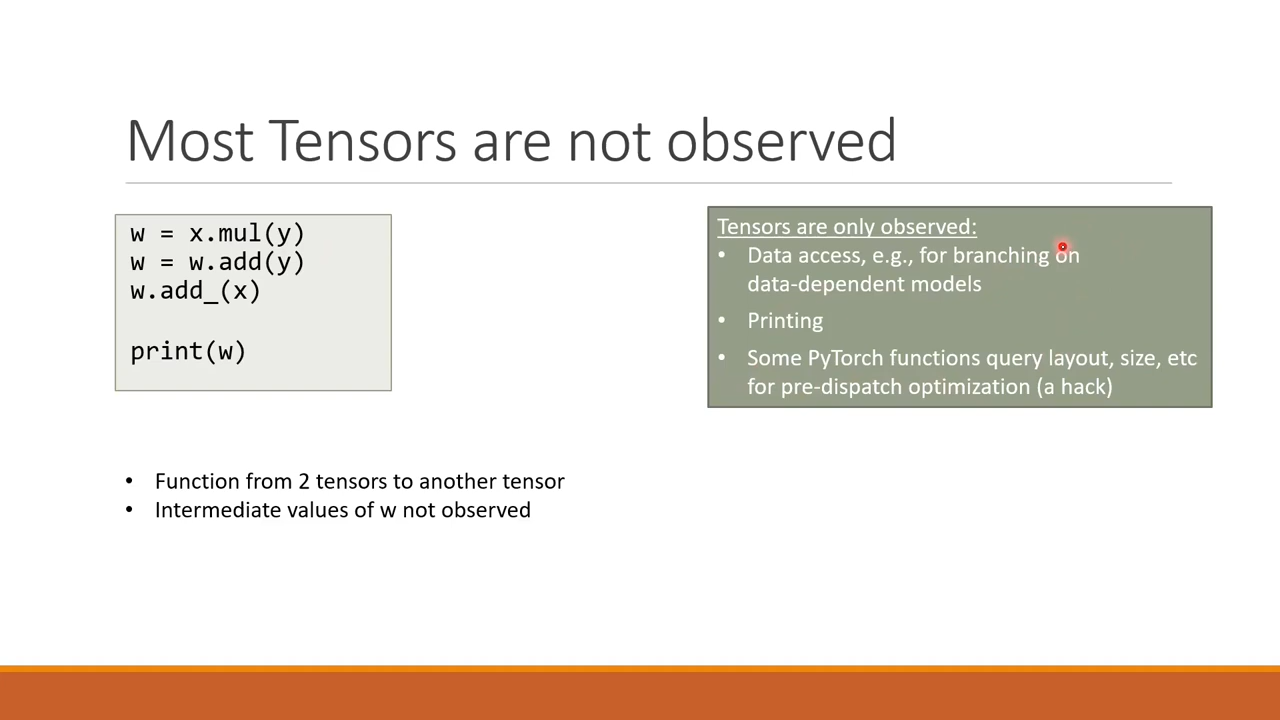 Most Tensors are not observed
w = x.mul(y)
w = w.add(y)
w.add_(x)
print(w)
Tensors are only observed:
• Data access, e.g., for branching on
data-dependent models
• Printing
• Some PyTorch functions query layout, size, etc
for pre-dispatch optimization (a hack)
• Function from 2 tensors to another tensor
• Intermediate values of w not observed